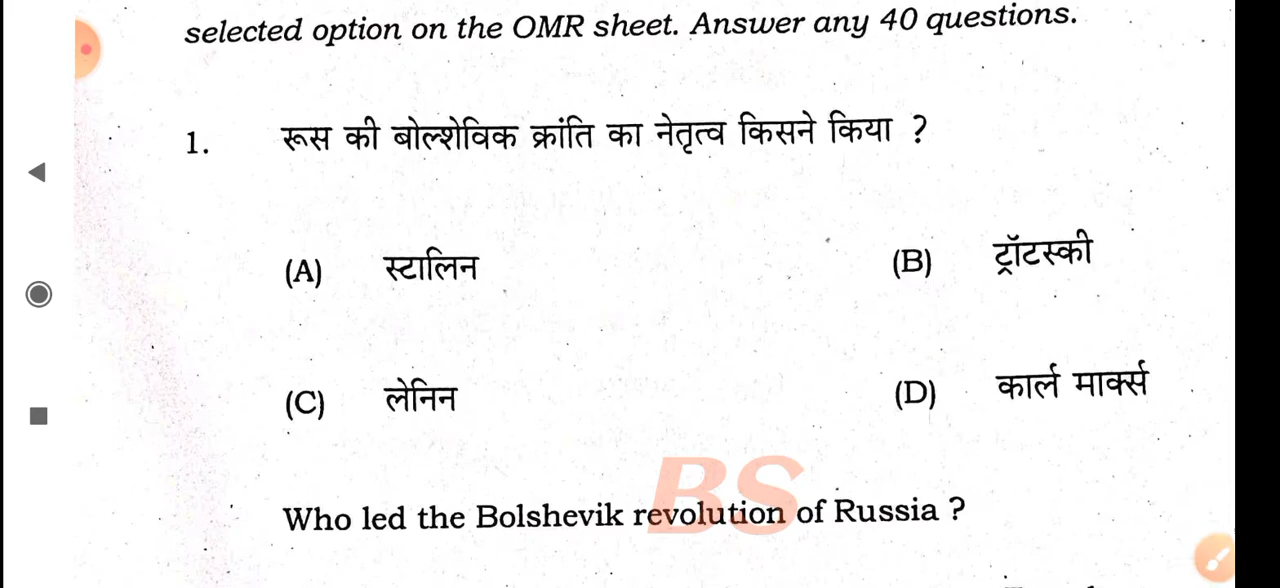 selected option on the OMR sheet. Answer any 40 questions.
1. रूस की बोल्शेविक क्रांति का नेतृत्व किसने किया ?
(A) स्टालिन (B) ट्रॉटस्की
(C) लेनिन (D) कार्ल मार्क्स
BS
Who led the Bolshevik revolution of Russia ?